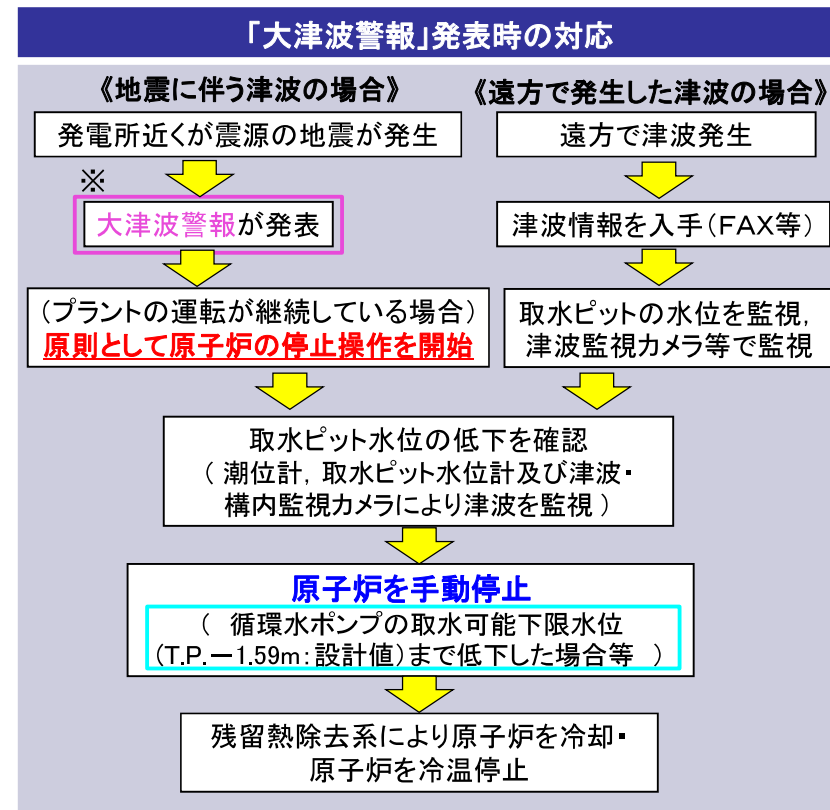 「大津波警報」発表時の対応
《地震に伴う津波の場合》
発電所近くが震源の地震が発生
※
大津波警報が発表
(プラントの運転が継続している場合)
原則として原子炉の停止操作を開始
《遠方で発生した津波の場合》
遠方で津波発生
津波情報を入手(FAX等)
取水ピットの水位を監視,
津波監視カメラ等で監視
取水ピット水位の低下を確認
( 潮位計, 取水ピット水位計及び津波・
構内監視カメラにより津波を監視 )
原子炉を手動停止
( 循環水ポンプの取水可能下限水位
(T.P.-1.59m:設計値)まで低下した場合等 )
残留熱除去系により原子炉を冷却・
原子炉を冷温停止